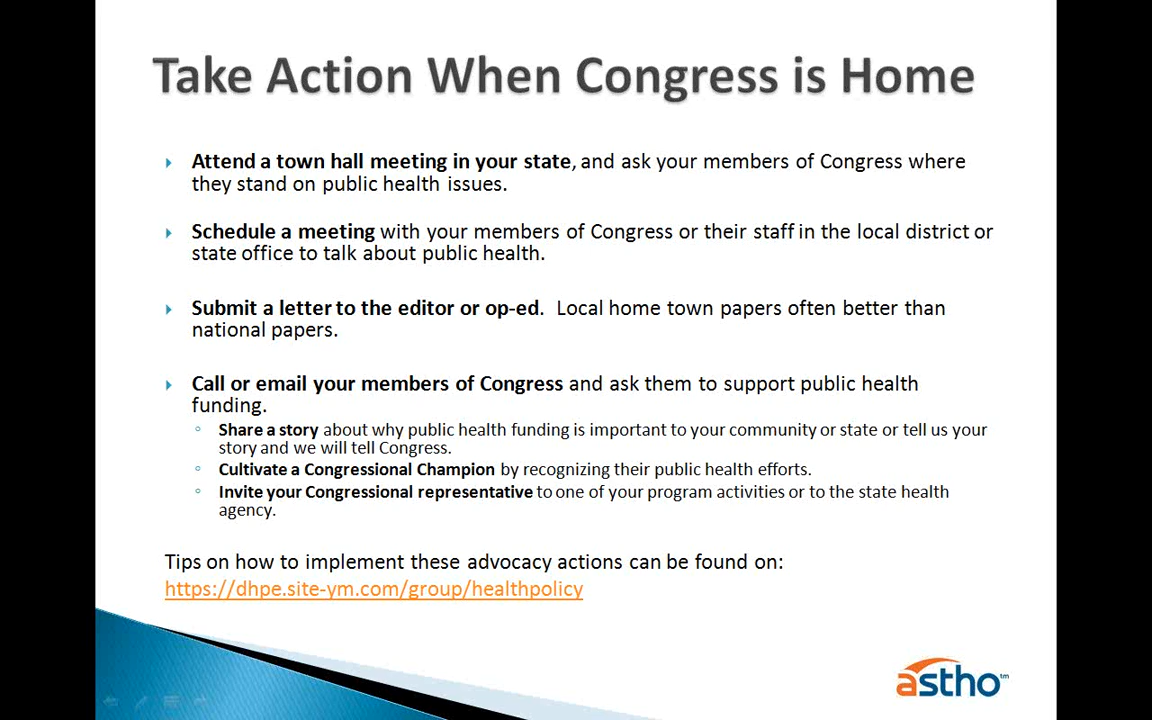 Take Action When Congress is Home
Attend a town hall meeting in your state, and ask your members of Congress where
they stand on public health issues.
Schedule a meeting with your members of Congress or their staff in the local district or
state office to talk about public health.
Submit a letter to the editor or op-ed.  Local home town papers often better than
national papers.
Call or email your members of Congress and ask them to support public health
funding.
Share a story about why public health funding is important to your community or state or tell us your
story and we will tell Congress.
Cultivate a Congressional Champion by recognizing their public health efforts.
Invite your Congressional representative to one of your program activities or to the state health
agency.
Tips on how to implement these advocacy actions can be found on:
https://dhpe.site-ym.com/group/healthpolicy
astho™